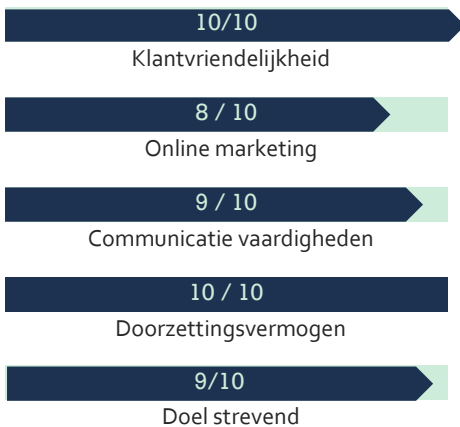 10/10
Klantvriendelijkheid
8 / 10
Online marketing
9 / 10
Communicatie vaardigheden
10 / 10
Doorzettingsvermogen
9/10
Doel strevend